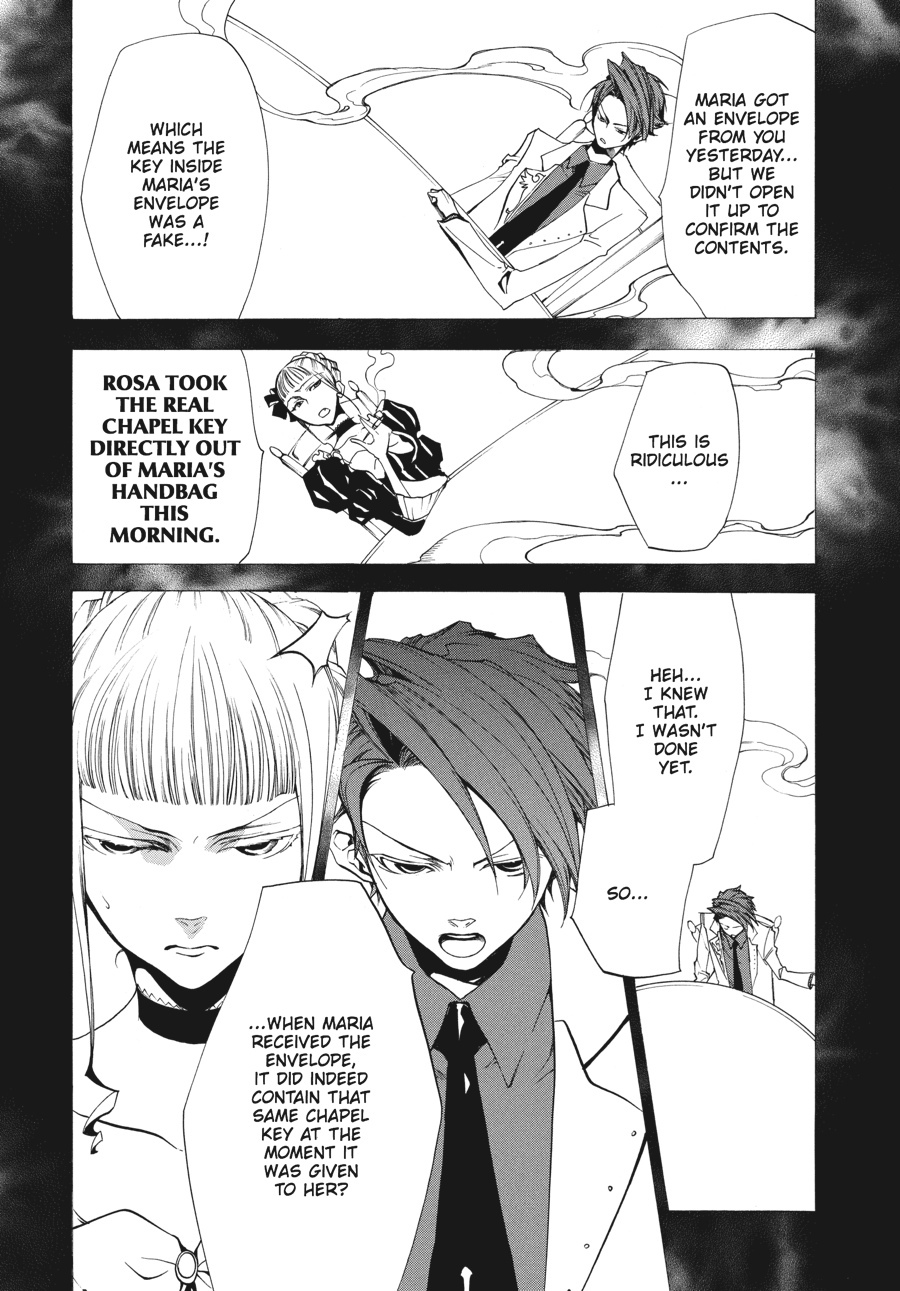 MARIA GOT
AN ENVELOPE
FROM YOU
YESTERDAY...
BUT WE
DIDN'T OPEN
IT UP TO
CONFIRM THE
CONTENTS.
WHICH
MEANS THE
KEY INSIDE
MARIA'S
ENVELOPE
WAS A
FAKE...!
THIS IS
RIDICULOUS
...
ROSA TOOK
THE REAL
CHAPEL KEY
DIRECTLY OUT
OF MARIA'S
HANDBAG
THIS
MORNING.
HEH...
I KNEW
THAT.
I WASN'T
DONE
YET.
SO...
...WHEN MARIA
RECEIVED THE
ENVELOPE,
IT DID INDEED
CONTAIN THAT
SAME CHAPEL
KEY AT THE
MOMENT IT
WAS GIVEN
TO HER?